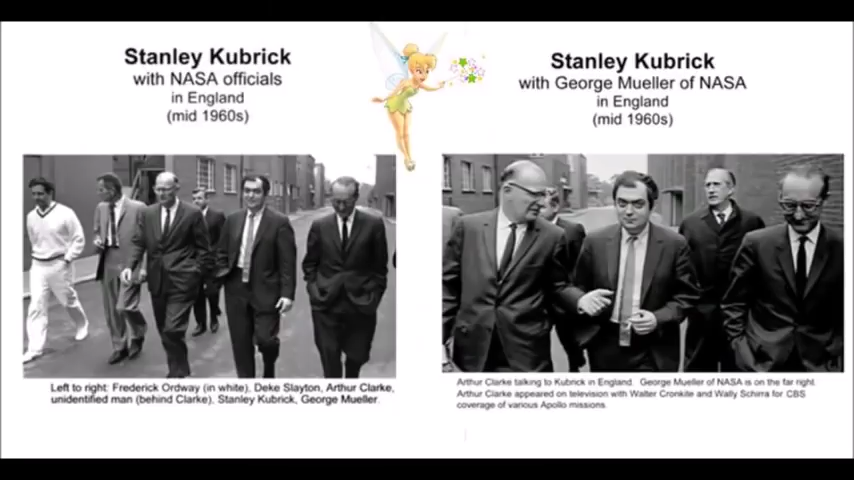 Stanley Kubrick
with NASA officials
in England
(mid 1960s)
Left to right: Frederick Ordway (in white), Deke Slayton, Arthur Clarke,
unidentified man (behind Clarke), Stanley Kubrick, George Mueller.
Stanley Kubrick
with George Mueller of NASA
in England
(mid 1960s)
Arthur Clarke talking to Kubrick in England. George Mueller of NASA is on the far right.
Arthur Clarke appeared on television with Walter Cronkite and Wally Schirra for CBS
coverage of various Apollo missions.